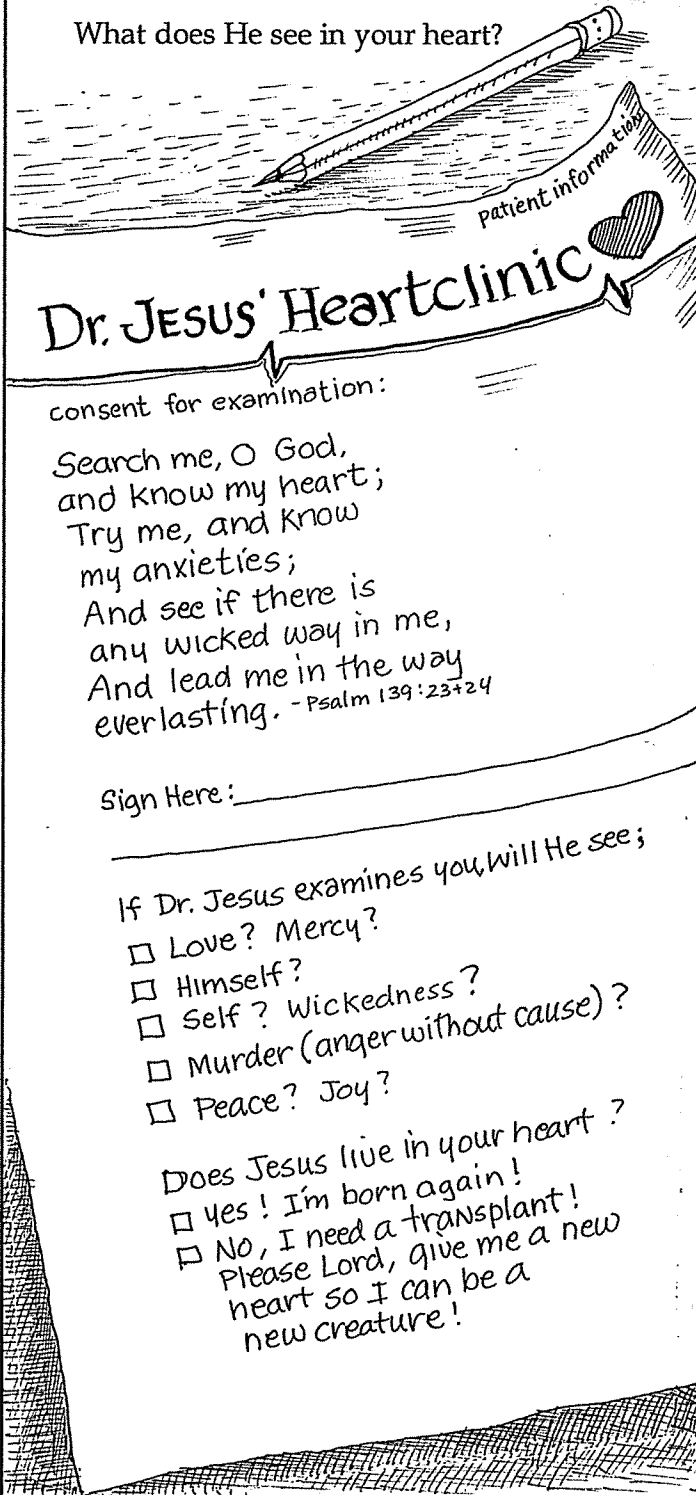 What does He see in your heart?
patient information
Dr. Jesus' Heartclinic
consent for examination:
Search me, O God,
and know my heart;
Try me, and know
my anxieties;
And see if there is
any wicked way in me,
And lead me in the way
everlasting. - Psalm 139:23+24
Sign Here:
If Dr. Jesus examines you, will He see;
Love? Mercy?
Himself?
Self? Wickedness?
Murder (anger without cause)?
Peace? Joy?
Does Jesus live in your heart?
Yes! I'm born again!
No, I need a transplant!
Please Lord, give me a new
heart so I can be a
new creature!